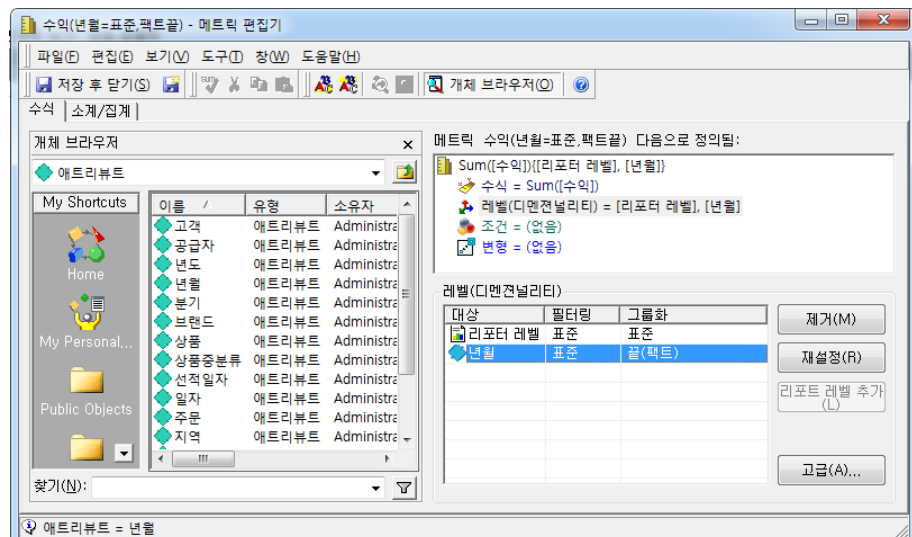 수익(년월=표준,팩트끝) - 메트릭 편집기
파일(F) 편집(E) 보기(V) 도구(T) 창(W) 도움말(H)
저장 후 닫기(S) 개체 브라우저(O)
수식 소계/집계
개체 브라우저
애트리뷰트
My Shortcuts
Home
My Personal...
Public Objects
이름 유형 소유자
고객 애트리뷰트 Administra
공급자 애트리뷰트 Administra
년도 애트리뷰트 Administra
년월 애트리뷰트 Administra
분기 애트리뷰트 Administra
브랜드 애트리뷰트 Administra
상품 애트리뷰트 Administra
상품중분류 애트리뷰트 Administra
선적일자 애트리뷰트 Administra
일자 애트리뷰트 Administra
주문 애트리뷰트 Administra
지역 애트리뷰트 Administra
찾기(N):
메트릭 수익(년월=표준,팩트끝) 다음으로 정의됨:
Sum([수익]){[리포터 레벨], [년월]}
수식 = Sum([수익])
레벨(디멘젼널리티) = [리포터 레벨], [년월]
조건 = (없음)
변형 = (없음)
레벨(디멘젼널리티)
대상 필터링 그룹화
리포터 레벨 표준 표준
년월 표준 끝(팩트)
제거(M)
재설정(R)
리포트 레벨 추가
(L)
고급(A)...
애트리뷰트 = 년월